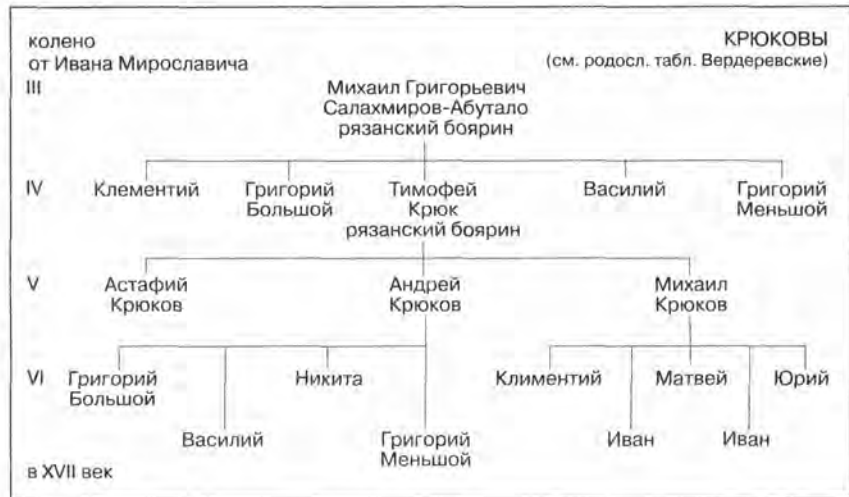 колено
от Ивана Мирославича
КРЮКОВЫ
(см. родосл. табл. Вердеревские)
III
Михаил Григорьевич
Салахмиров-Абутало
рязанский боярин
IV
Клементий
Григорий
Большой
Тимофей
Крюк
рязанский боярин
Василий
Григорий
Меньшой
V
Астафий
Крюков
Андрей
Крюков
Михаил
Крюков
VI
Григорий
Большой
Никита
Климентий
Матвей
Юрий
Василий
Григорий
Меньшой
Иван
Иван
в XVII век